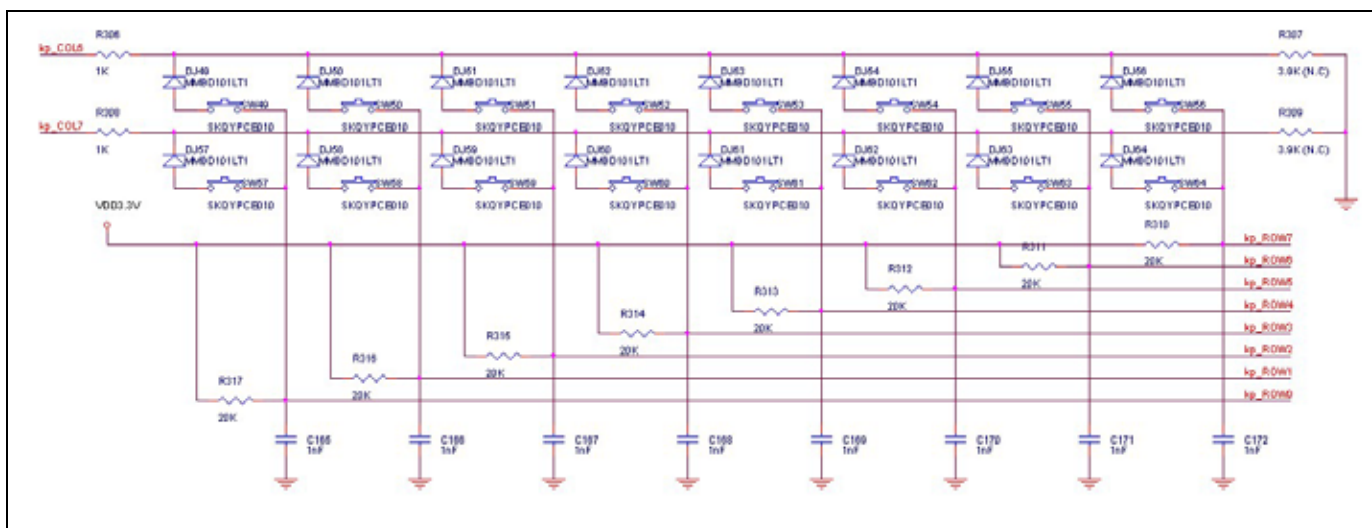 R306 R307
kp_COL6
1K 3.9K (N.C)
DJ49 DJ50 DJ51 DJ52 DJ53 DJ54 DJ55 DJ56
MMBD101LT1 MMBD101LT1 MMBD101LT1 MMBD101LT1 MMBD101LT1 MMBD101LT1 MMBD101LT1 MMBD101LT1
SW49 SW50 SW51 SW52 SW53 SW54 SW55 SW56
R309
kp_COL7
SKQYPCE010 SKQYPCE010 SKQYPCE010 SKQYPCE010 SKQYPCE010 SKQYPCE010 SKQYPCE010 SKQYPCE010
1K 3.9K (N.C)
DJ57 DJ58 DJ59 DJ60 DJ61 DJ62 DJ63 DJ64
MMBD101LT1 MMBD101LT1 MMBD101LT1 MMBD101LT1 MMBD101LT1 MMBD101LT1 MMBD101LT1 MMBD101LT1
SW57 SW58 SW59 SW60 SW61 SW62 SW63 SW64
VDD3.3V
SKQYPCE010 SKQYPCE010 SKQYPCE010 SKQYPCE010 SKQYPCE010 SKQYPCE010 SKQYPCE010 SKQYPCE010
R310 kp_ROW7
20K
R311 kp_ROW6
20K
R312 kp_ROW5
20K
R313 kp_ROW4
20K
R314 kp_ROW3
20K
R315 kp_ROW2
20K
R316 kp_ROW1
20K
R317 kp_ROW0
20K
C165 C166 C167 C168 C169 C170 C171 C172
1nF 1nF 1nF 1nF 1nF 1nF 1nF 1nF